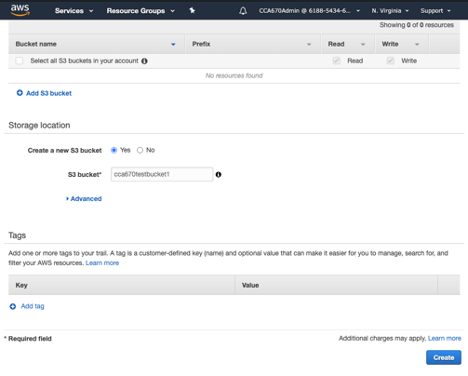 aws Services Resource Groups CCA670Admin @ 6188-5434-6... N. Virginia Support
Showing 0 of 0 resources
Bucket name Prefix Read Write
Select all S3 buckets in your account Read Write
No resources found
Add S3 bucket
Storage location
Create a new S3 bucket Yes No
S3 bucket* cca670testbucket1
Advanced
Tags
Add one or more tags to your trail. A tag is a customer-defined key (name) and optional value that can make it easier for you to manage, search for, and
filter your AWS resources. Learn more
Key Value
Add tag
* Required field Additional charges may apply. Learn more
Create